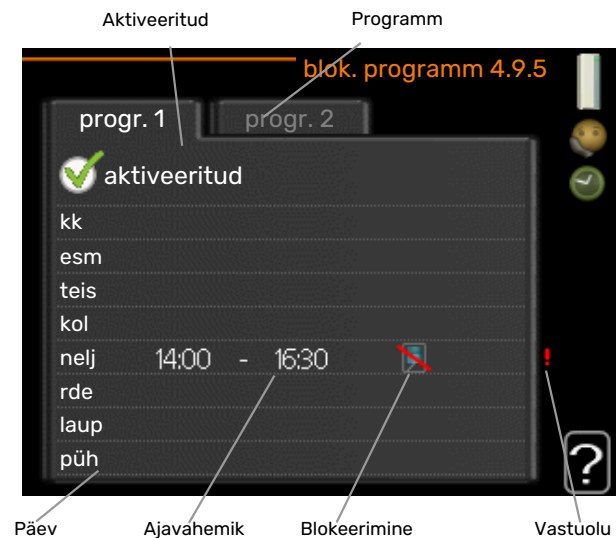 Aktiveeritud Programm
blok. programm 4.9.5
progr. 1 progr. 2
aktiveeritud
kk
esm
teis
kol
nelj 14:00 - 16:30 !
rde
laup
püh
?
Päev Ajavahemik Blokeerimine Vastuolu